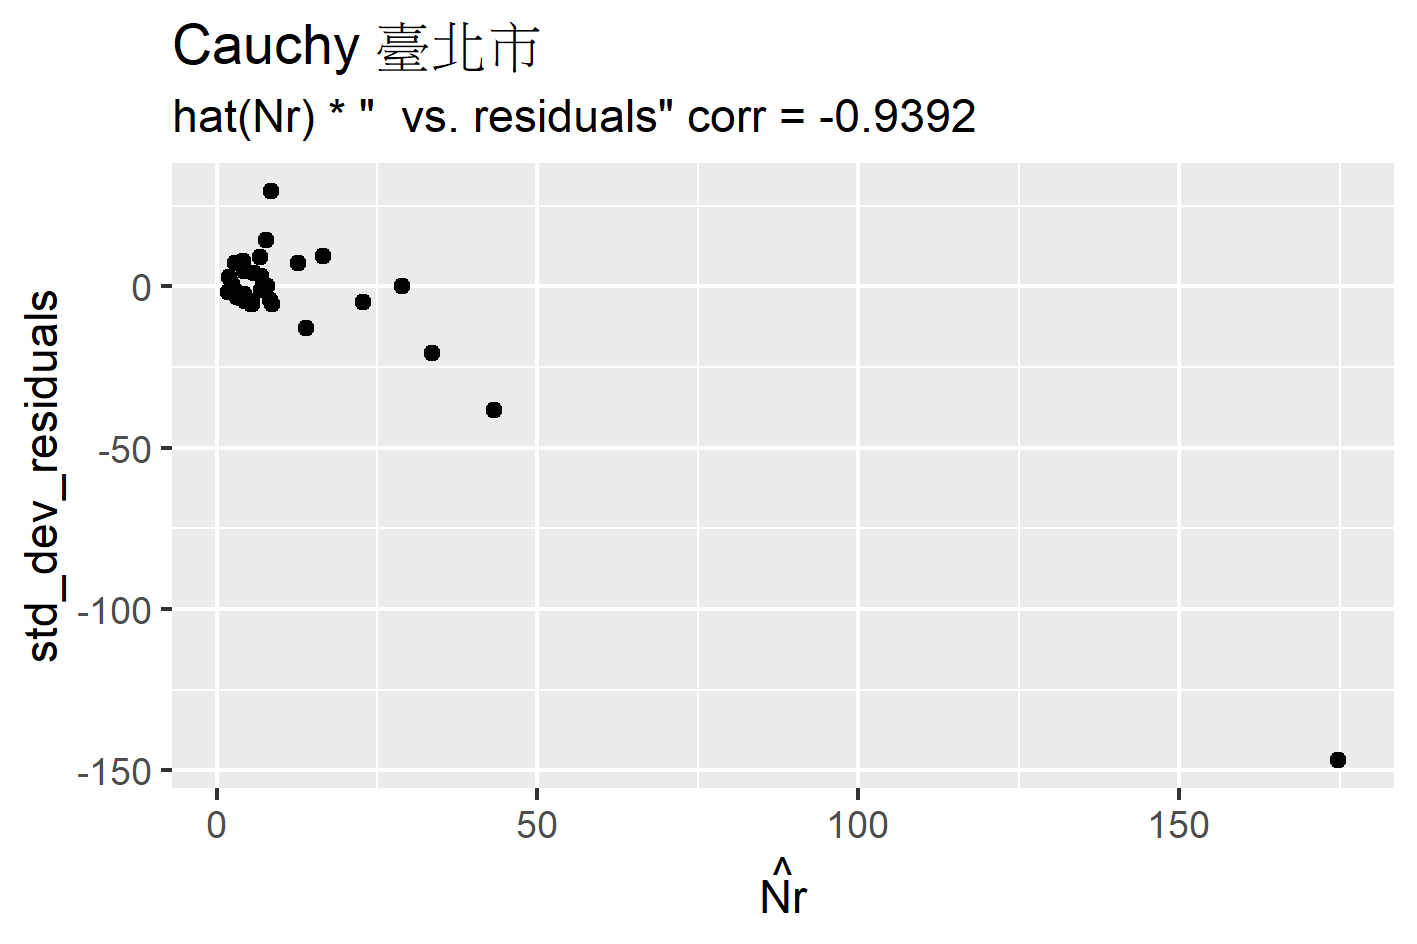 Cauchy 臺北市
hat(Nr) * "  vs. residuals" corr = -0.9392
std_dev_residuals
0
-50
-100
-150
0
50
100
150
^
Nr